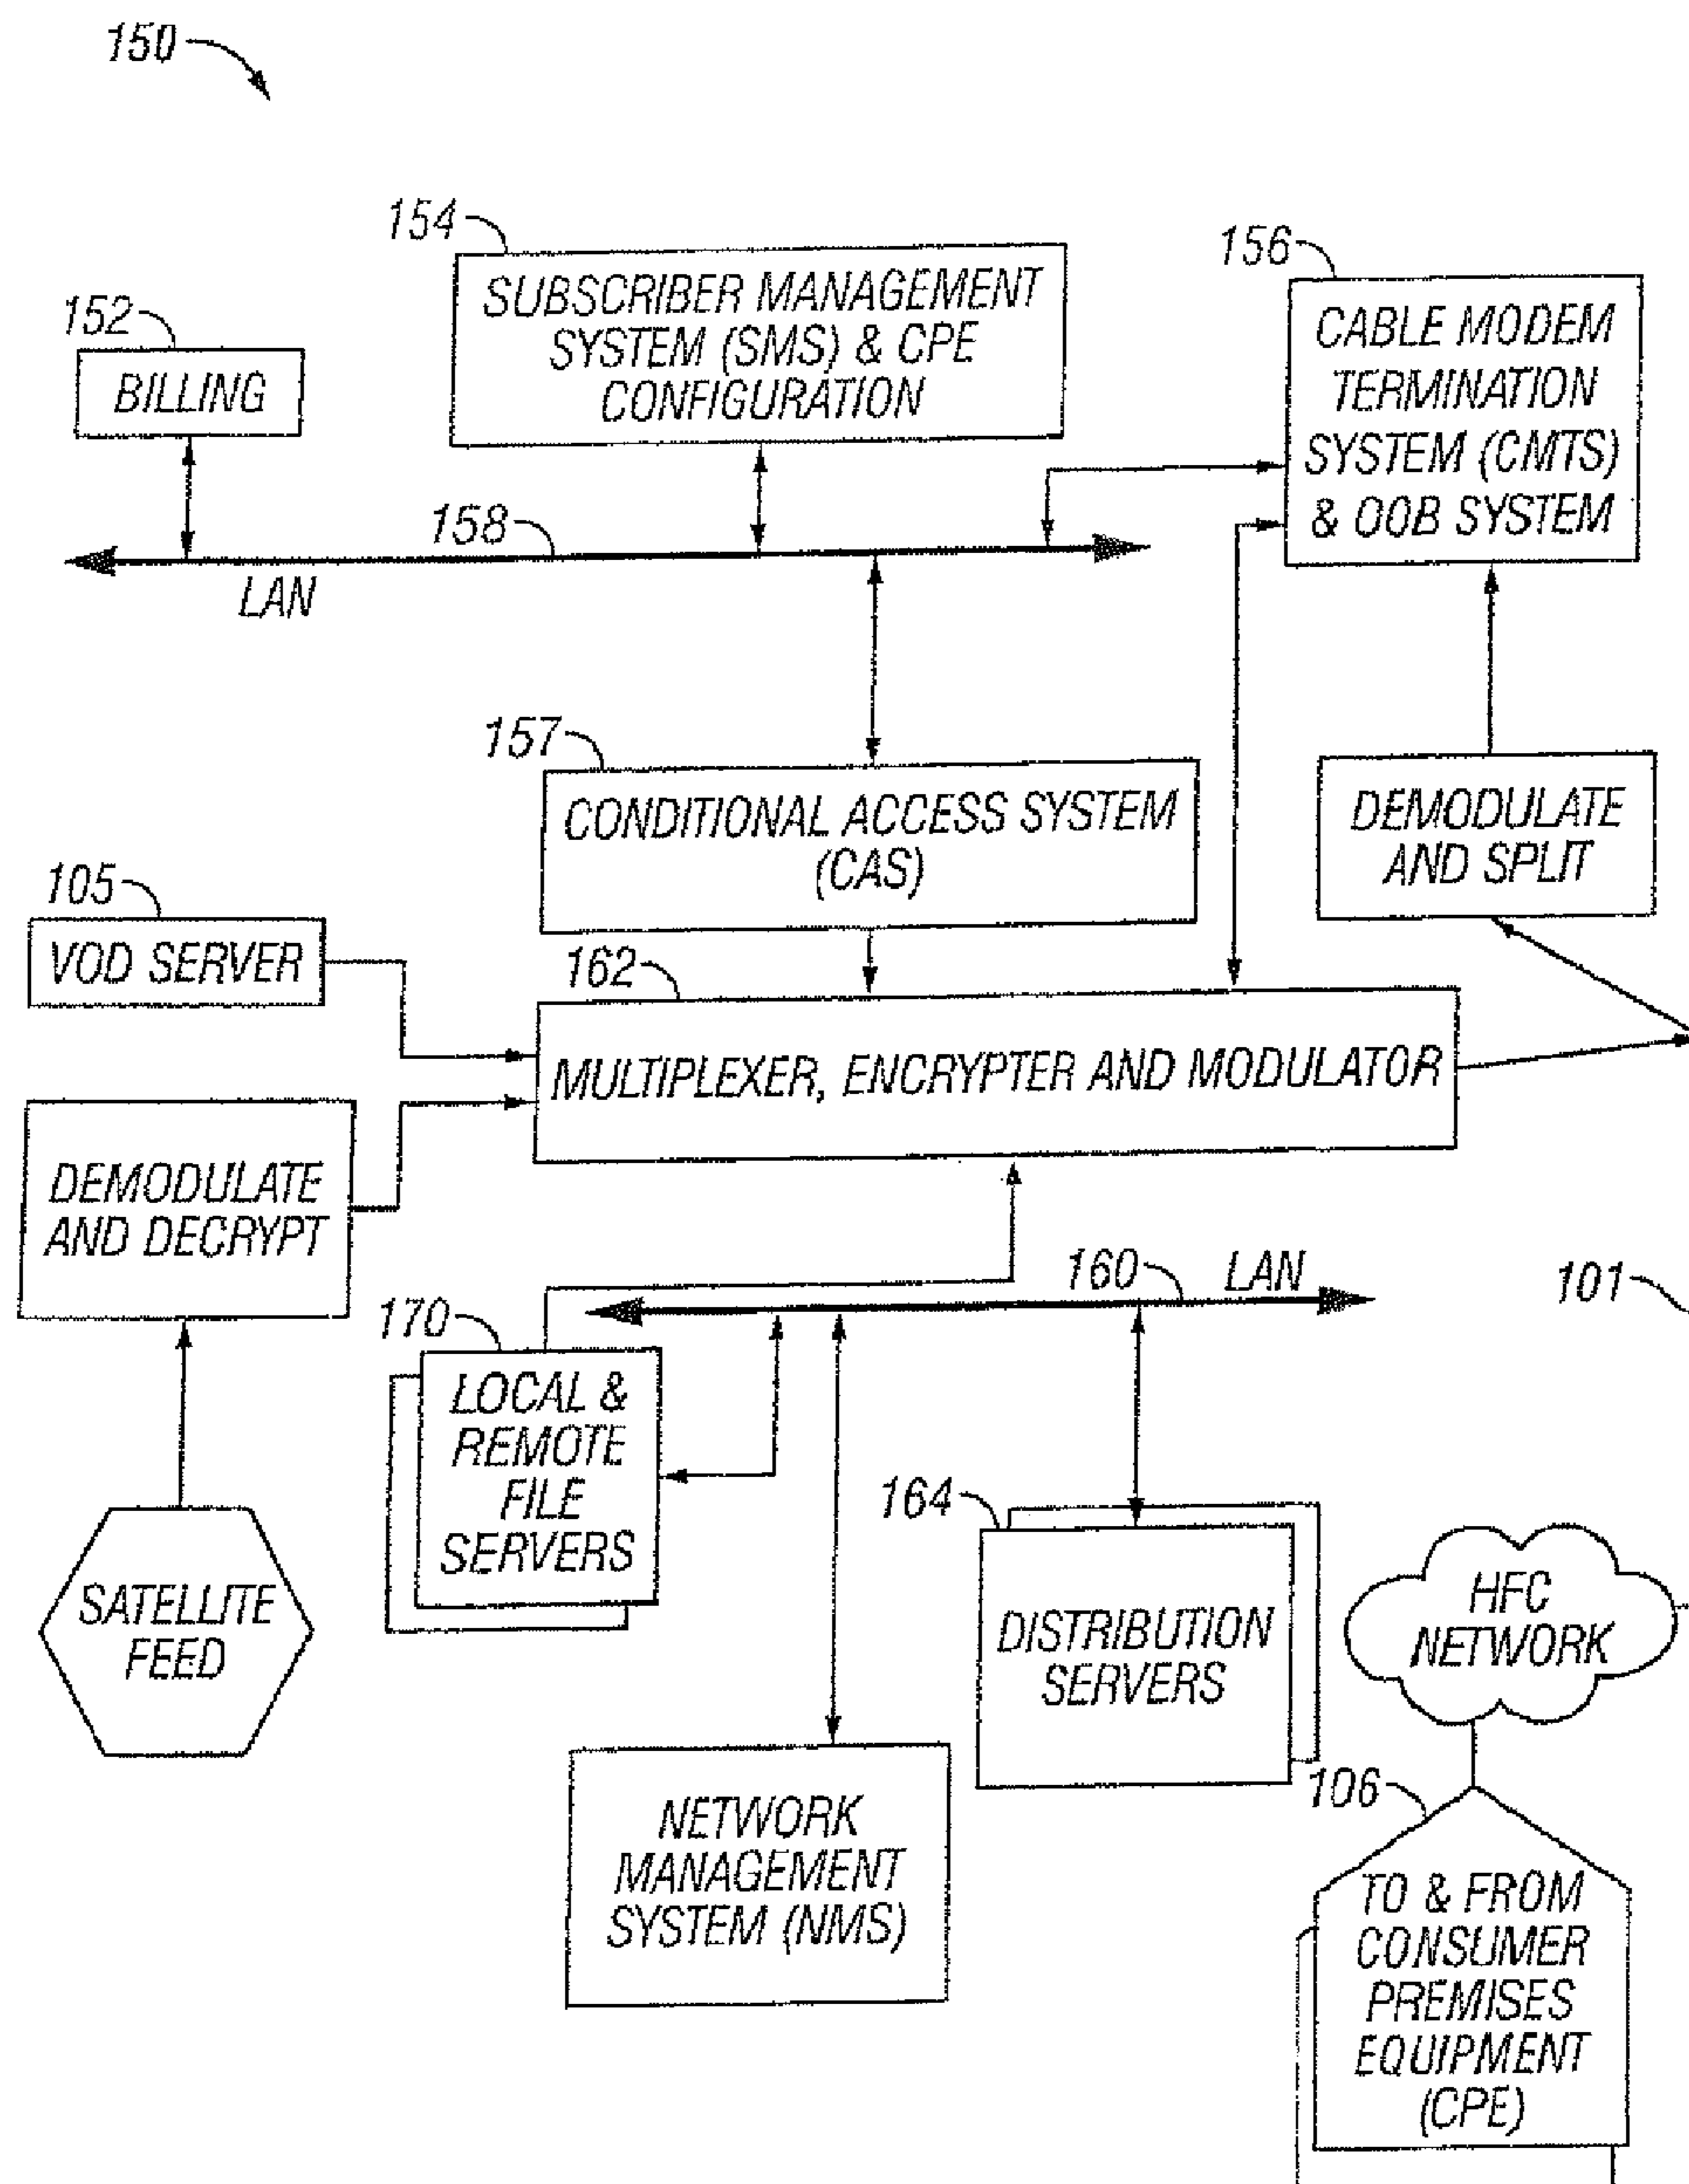 150
154
SUBSCRIBER MANAGEMENT
SYSTEM (SMS) & CPE
CONFIGURATION
156
CABLE MODEM
TERMINATION
SYSTEM (CMTS)
& OOB SYSTEM
152
BILLING
158
LAN
157
CONDITIONAL ACCESS SYSTEM
(CAS)
DEMODULATE
AND SPLIT
105
VOD SERVER
162
MULTIPLEXER, ENCRYPTER AND MODULATOR
DEMODULATE
AND DECRYPT
160
LAN
101
170
LOCAL &
REMOTE
FILE
SERVERS
164
DISTRIBUTION
SERVERS
HFC
NETWORK
SATELLITE
FEED
NETWORK
MANAGEMENT
SYSTEM (NMS)
106
TO & FROM
CONSUMER
PREMISES
EQUIPMENT
(CPE)